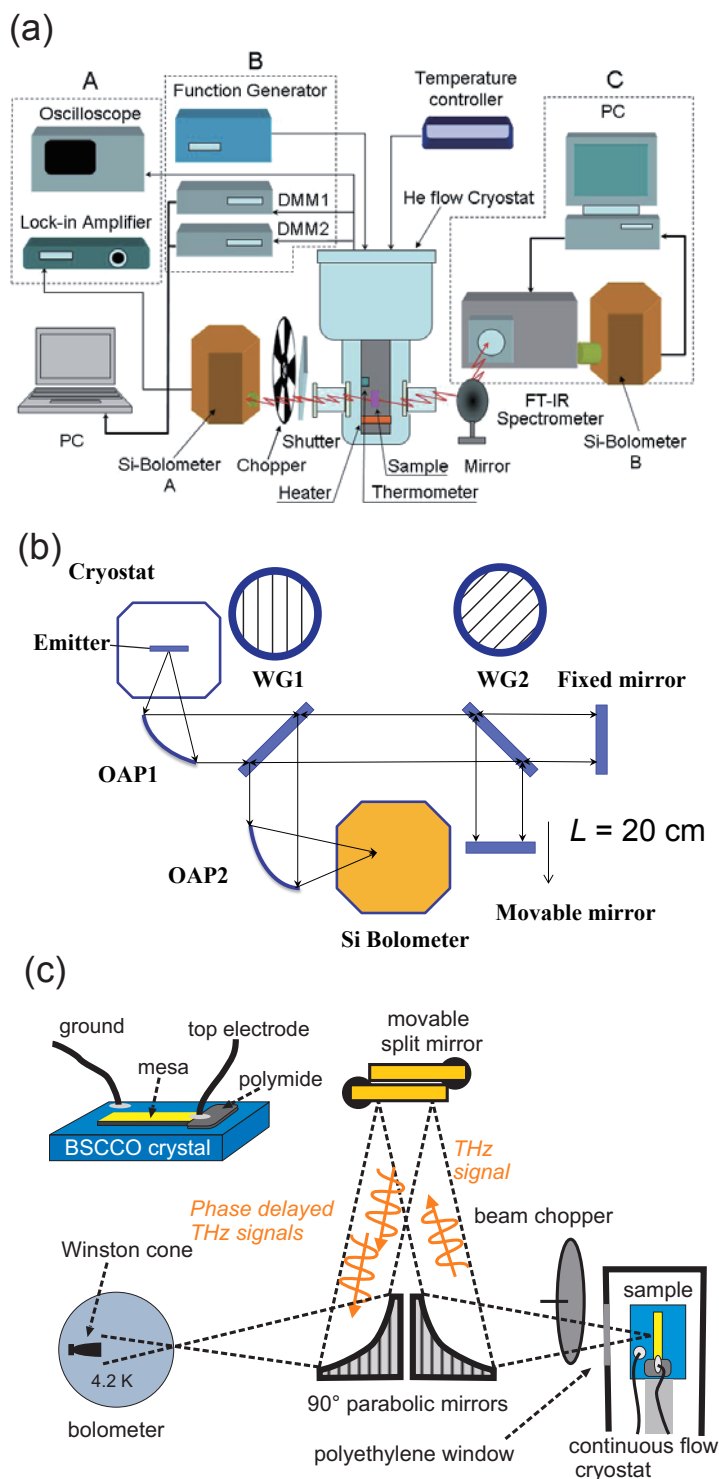 (a)
A
B
C
Function Generator
Temperature
controller
PC
Oscilloscope
DMM1
He flow Cryostat
Lock-in Amplifier
DMM2
FT-IR
Spectrometer
PC
Shutter
Si-Bolometer
A
Chopper
Sample
Mirror
Si-Bolometer
B
Heater
Thermometer
(b)
Cryostat
Emitter
WG1
WG2
Fixed mirror
OAP1
L = 20 cm
OAP2
Movable mirror
Si Bolometer
(c)
ground
top electrode
movable
split mirror
mesa
polymide
BSCCO crystal
THz
signal
Phase delayed
THz signals
beam chopper
Winston cone
sample
4.2 K
90° parabolic mirrors
bolometer
polyethylene window
continuous flow
cryostat